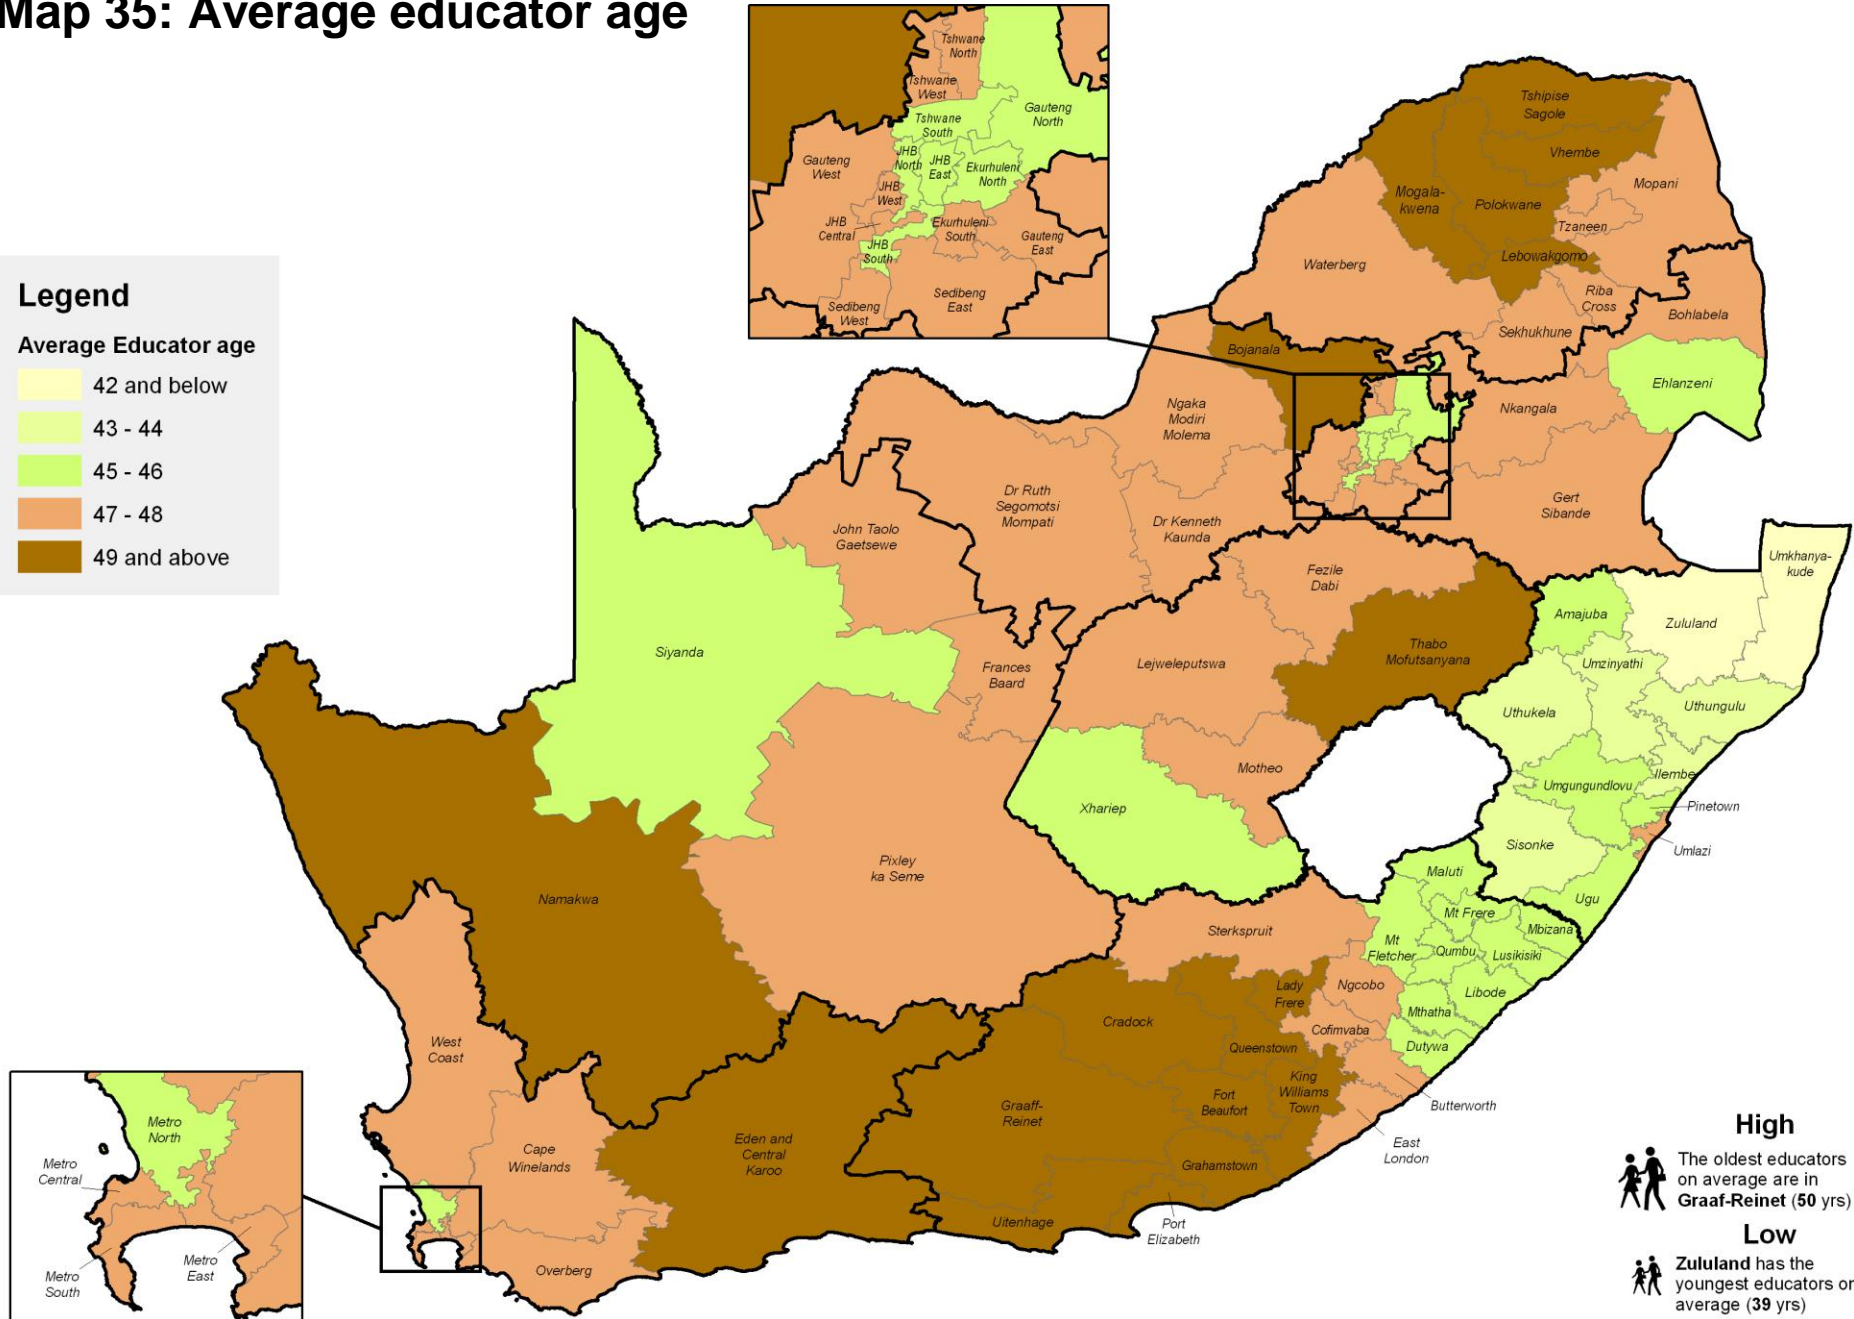 Map 35: Average educator age
Tshwane
North
Tshwane
West
Gauteng
North
Tshwane
South
JHB
North
JHB
East
Ekurhuleni
North
Gauteng
West
JHB
West
JHB
Central
Ekurhuleni
South
Gauteng
East
JHB
South
Sedibeng
West
Sedibeng
East
Legend
Average Educator age
42 and below
43 - 44
45 - 46
47 - 48
49 and above
Tshipise
Sagole
Vhembe
Mopani
Mogala-
kwena
Polokwane
Tzaneen
Lebowakgomo
Waterberg
Riba
Cross
Sekhukhune
Bohlabela
Bojanala
Ehlanzeni
Nkangala
Ngaka
Modiri
Molema
Gert
Sibande
Dr Ruth
Segomotsi
Mompati
Dr Kenneth
Kaunda
John Taolo
Gaetsewe
Umkhanya-
kude
Fezile
Dabi
Amajuba
Zululand
Siyanda
Frances
Baard
Lejweleputswa
Thabo
Mofutsanyana
Umzinyathi
Uthukela
Uthungulu
Motheo
Ilembe
Umgungundlovu
Pinetown
Xhariep
Sisonke
Umlazi
Pixley
ka Seme
Maluti
Namakwa
Ugu
Mt Frere
Mbizana
Sterkspruit
Mt
Fletcher
Qumbu
Lusikisiki
Lady
Frere
Ngcobo
Libode
Mthatha
Cradock
Cofimvaba
Dutywa
Queenstown
West
Coast
King
Williams
Town
Fort
Beaufort
Butterworth
Graaff-
Reinet
East
London
Eden and
Central
Karoo
Cape
Winelands
Grahamstown
Uitenhage
Port
Elizabeth
Overberg
Metro
North
Metro
Central
Metro
East
Metro
South
High
The oldest educators
on average are in
Graaf-Reinet (50 yrs)
Low
Zululand has the
youngest educators or
average (39 yrs)